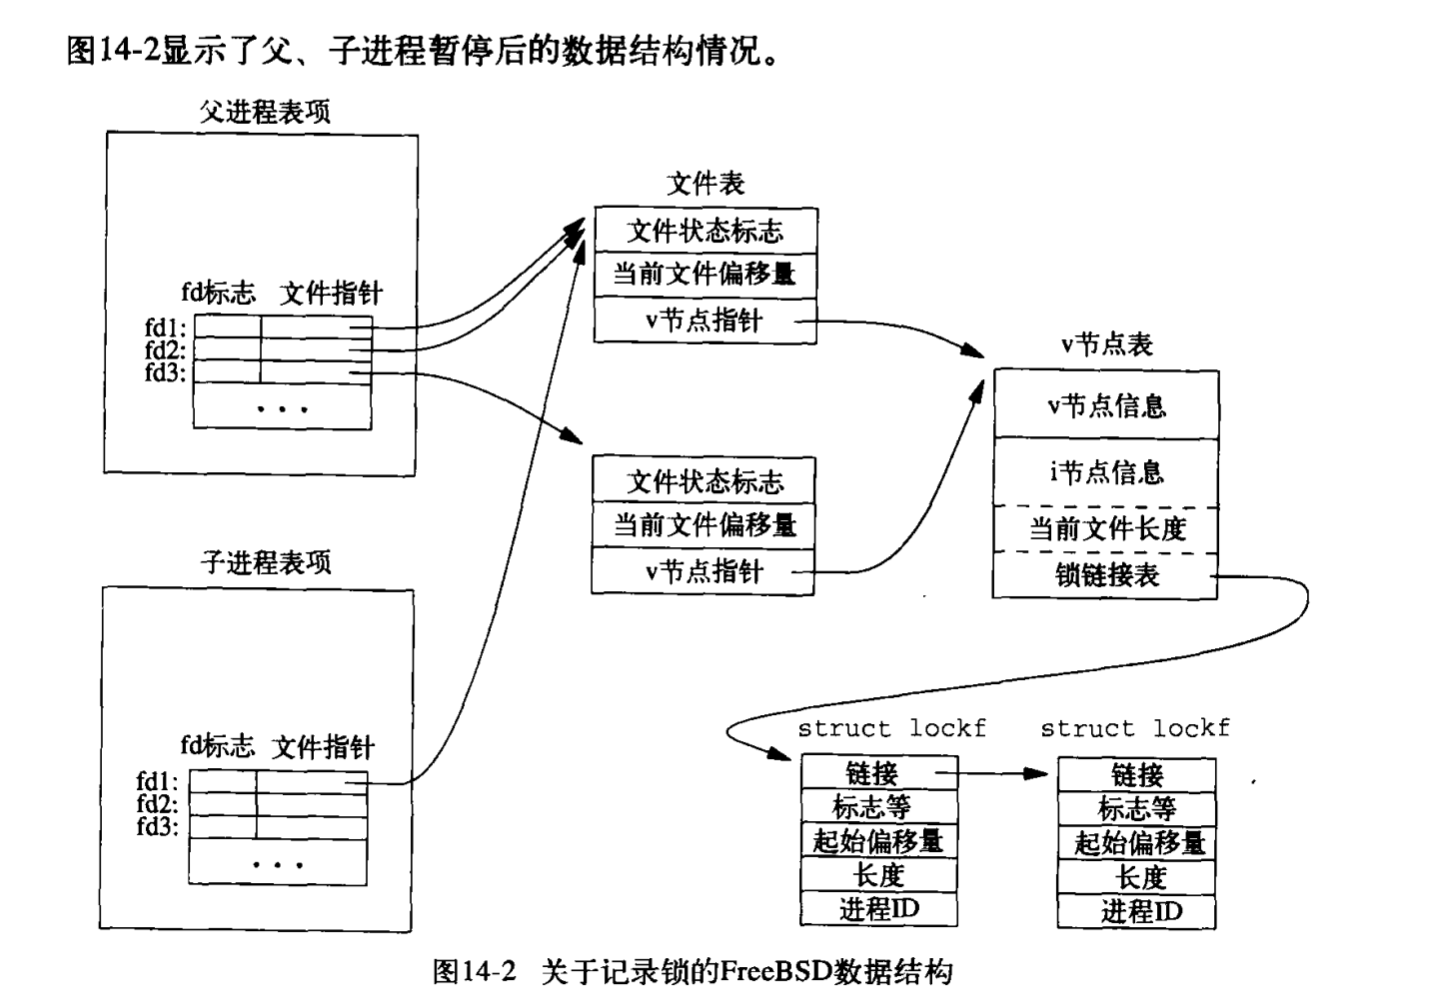 图14-2显示了父、子进程暂停后的数据结构情况。
父进程表项
fd标志 文件指针
fd1:
fd2:
fd3:
...
文件表
文件状态标志
当前文件偏移量
v节点指针
文件状态标志
当前文件偏移量
v节点指针
v节点表
v节点信息
i节点信息
当前文件长度
锁链接表
子进程表项
fd标志 文件指针
fd1:
fd2:
fd3:
...
struct lockf
链接
标志等
起始偏移量
长度
进程ID
struct lockf
链接
标志等
起始偏移量
长度
进程ID
图14-2 关于记录锁的FreeBSD数据结构